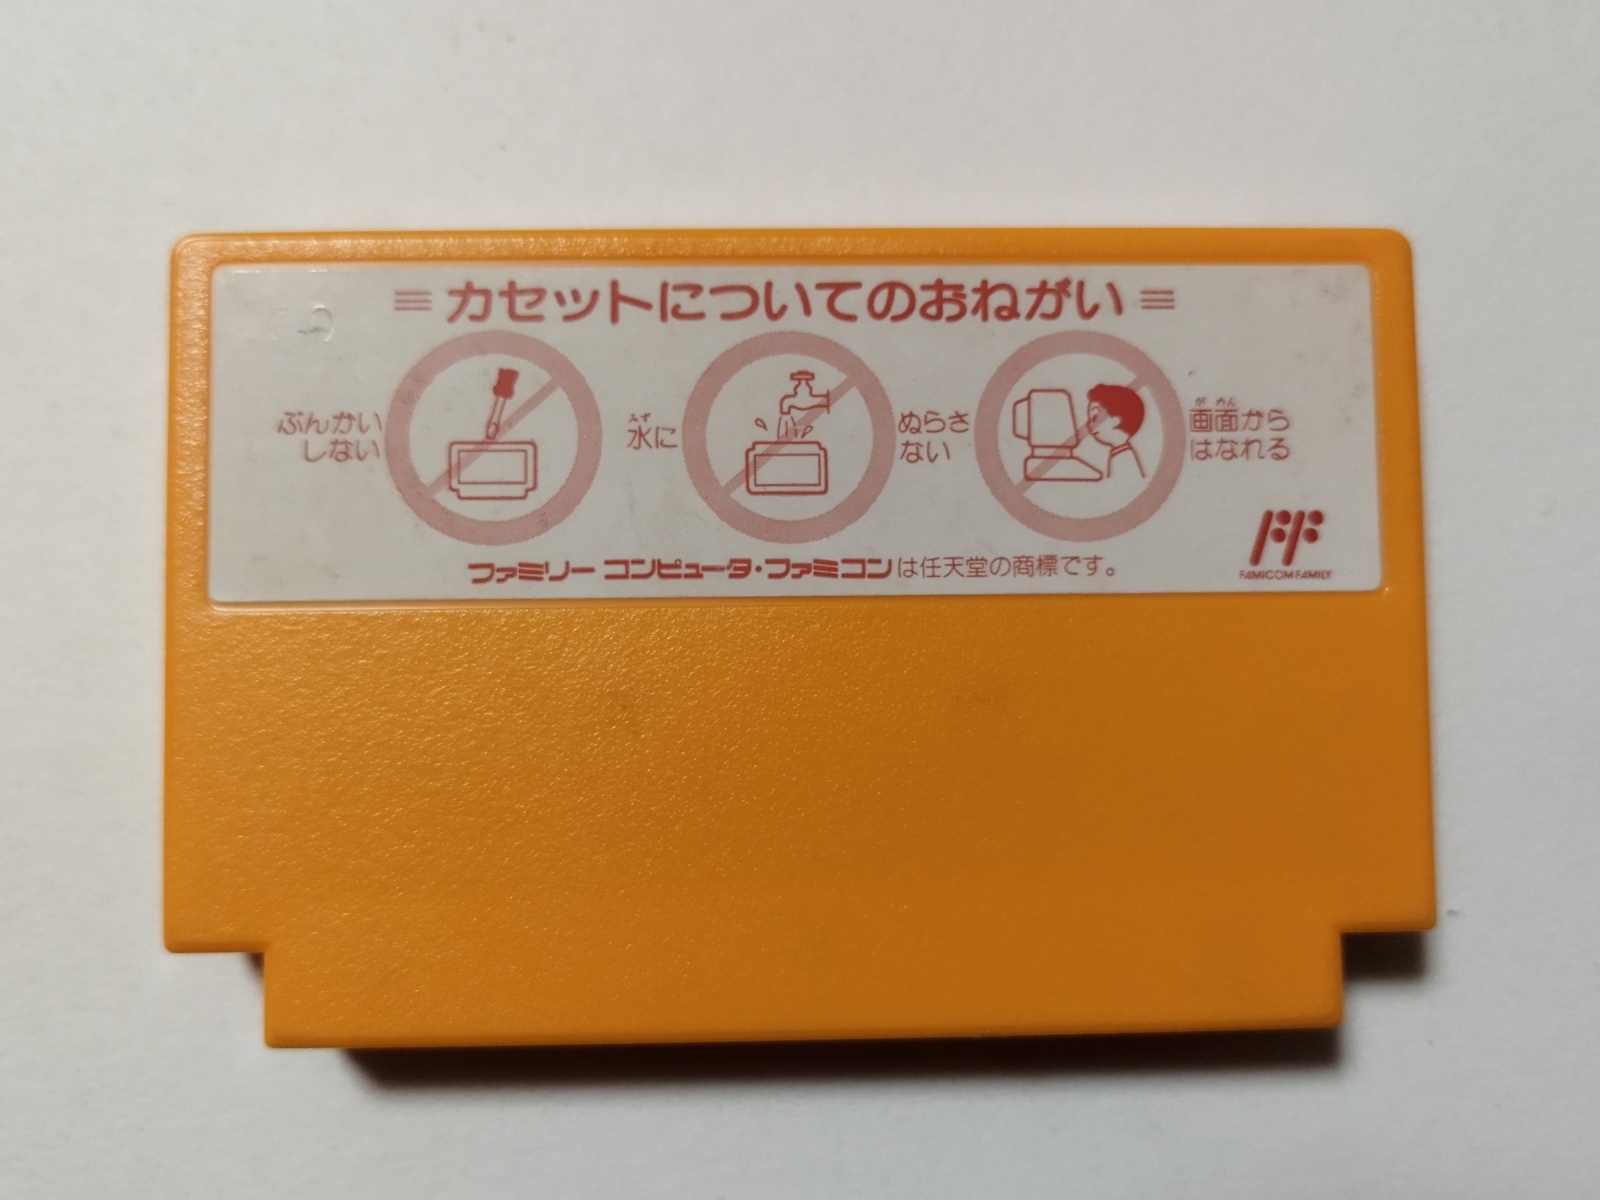 カセットについてのおねがい
ぶんかい
しない
みず
水に
ぬらさ
ない
が めん
画面から
はなれる
ファミリー コンピュータ・ファミコンは任天堂の商標です。
FF
FAMICOM FAMILY